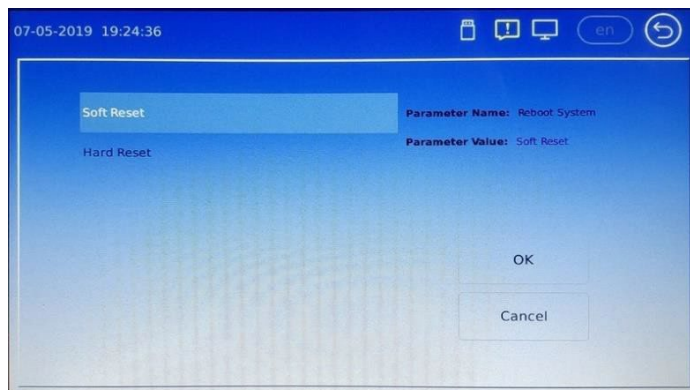 07-05-2019 19:24:36
en
Soft Reset
Parameter Name: Reboot System
Hard Reset
Parameter Value: Soft Reset
OK
Cancel